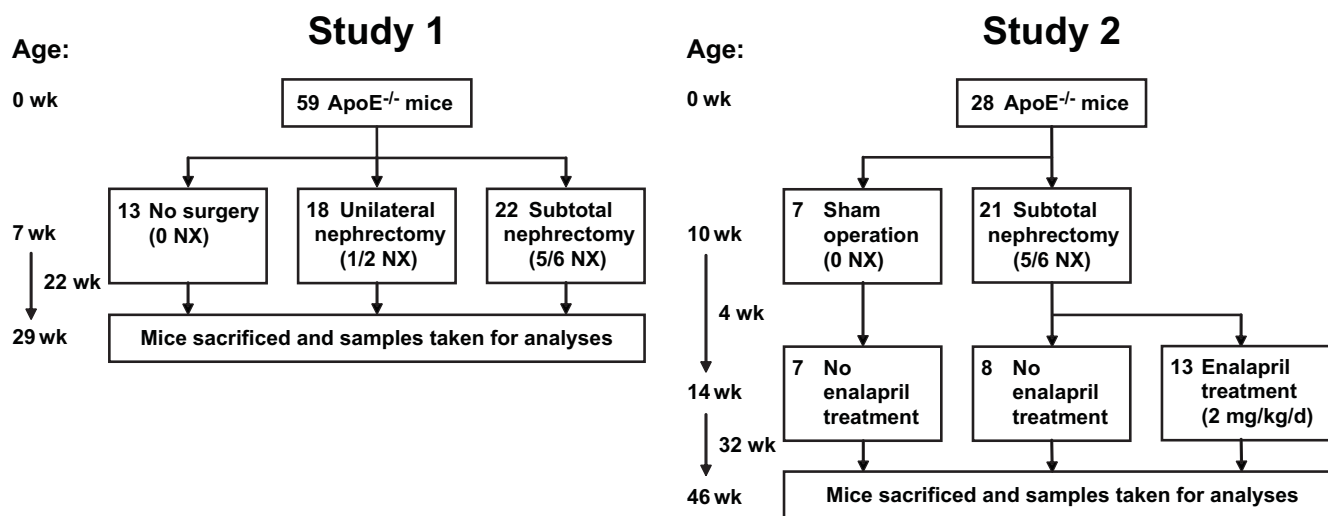 Study 1
Age:
0 wk
59 ApoE-/- mice
13 No surgery
(0 NX)
18 Unilateral
nephrectomy
(1/2 NX)
22 Subtotal
nephrectomy
(5/6 NX)
7 wk
22 wk
29 wk
Mice sacrificed and samples taken for analyses
Study 2
Age:
0 wk
28 ApoE-/- mice
7 Sham
operation
(0 NX)
21 Subtotal
nephrectomy
(5/6 NX)
10 wk
4 wk
7 No
enalapril
treatment
8 No
enalapril
treatment
13 Enalapril
treatment
(2 mg/kg/d)
14 wk
32 wk
46 wk
Mice sacrificed and samples taken for analyses